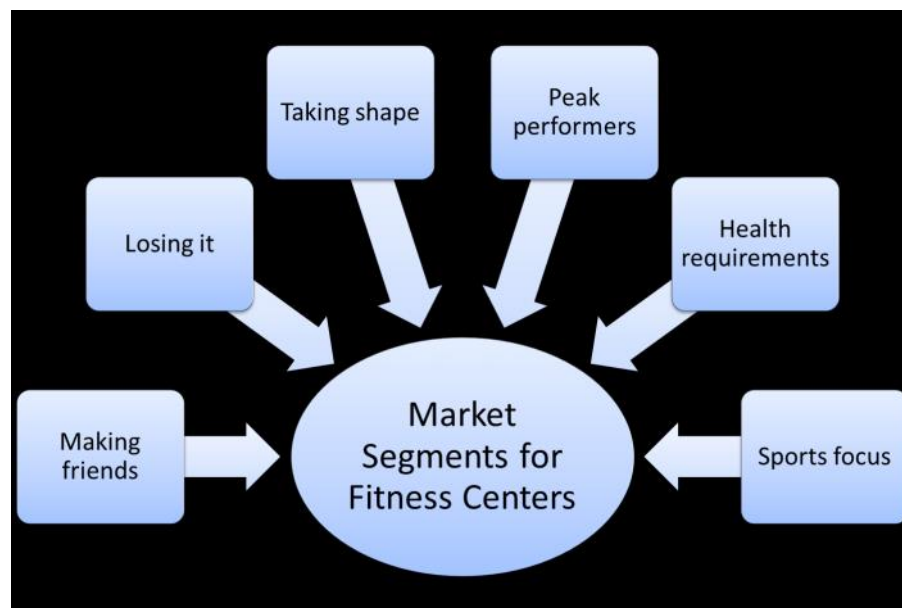 Making
friends
Losing it
Taking shape
Peak
performers
Health
requirements
Sports focus
Market
Segments for
Fitness Centers